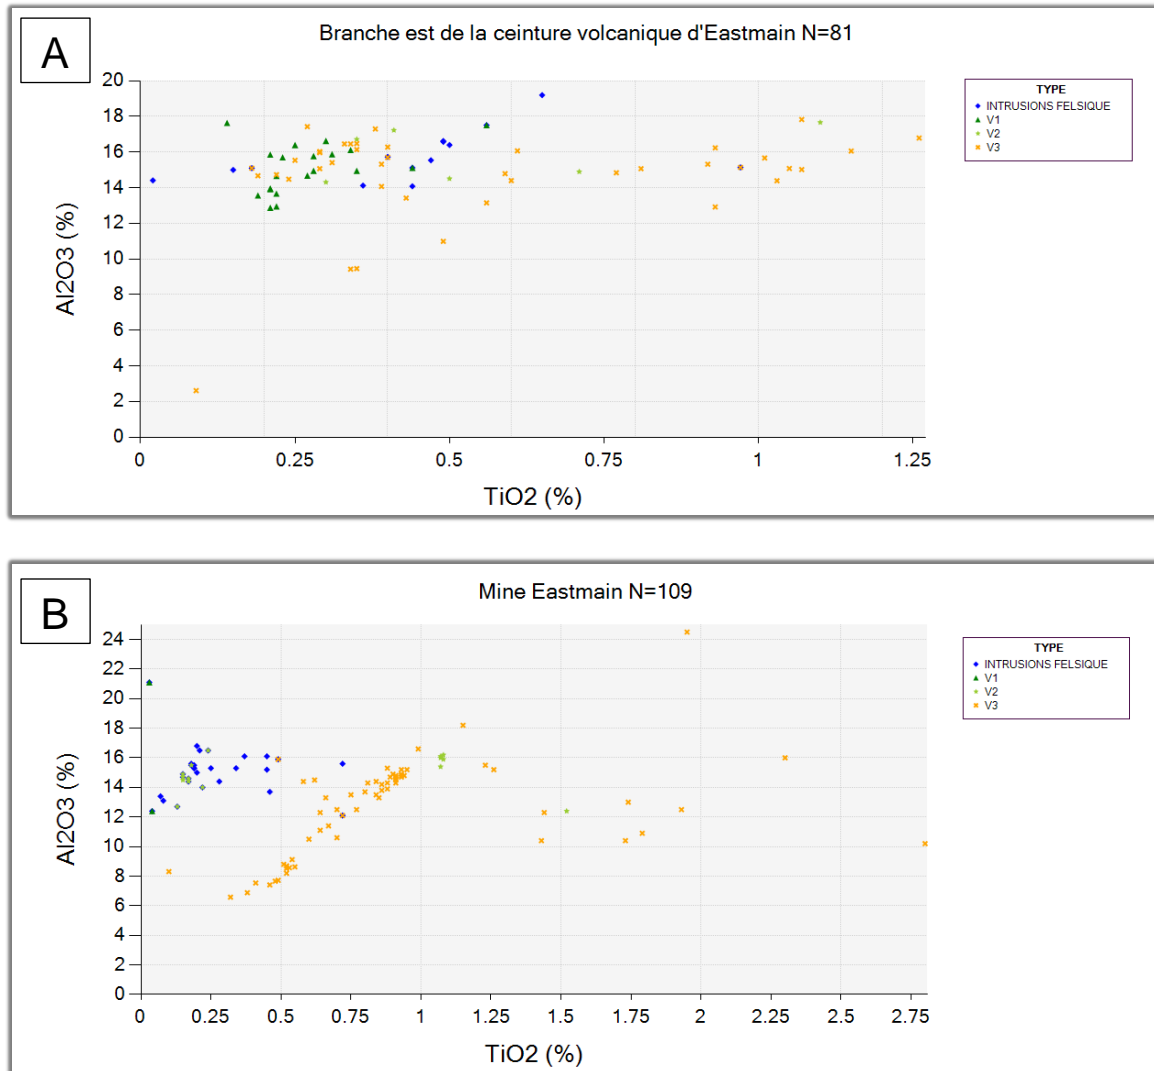 A
Branche est de la ceinture volcanique d'Eastmain N=81
Al2O3 (%)
20
18
16
14
12
10
8
6
4
2
0
0 0.25 0.5 0.75 1 1.25
TiO2 (%)
TYPE
INTRUSIONS FELSIQUE
V1
V2
V3
B
Mine Eastmain N=109
Al2O3 (%)
24
22
20
18
16
14
12
10
8
6
4
2
0
0 0.25 0.5 0.75 1 1.25 1.5 1.75 2 2.25 2.5 2.75
TiO2 (%)
TYPE
INTRUSIONS FELSIQUE
V1
V2
V3